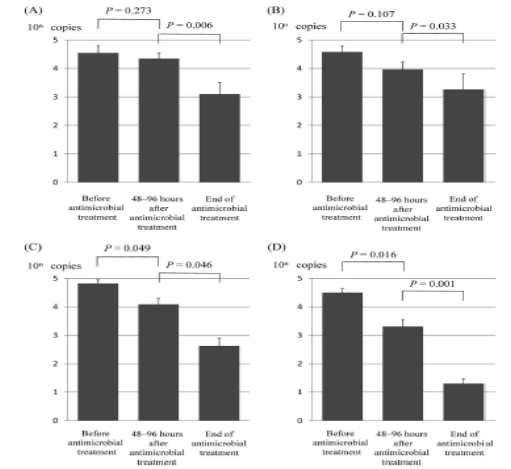 (A)
P = 0.273
P = 0.006
10ⁿ copies
5
4
3
2
1
0
Before antimicrobial treatment
48–96 hours after antimicrobial treatment
End of antimicrobial treatment
(B)
P = 0.107
P = 0.033
10ⁿ copies
5
4
3
2
1
0
Before antimicrobial treatment
48–96 hours after antimicrobial treatment
End of antimicrobial treatment
(C)
P = 0.049
P = 0.046
10ⁿ copies
5
4
3
2
1
0
Before antimicrobial treatment
48–96 hours after antimicrobial treatment
End of antimicrobial treatment
(D)
P = 0.016
P = 0.001
10ⁿ copies
5
4
3
2
1
0
Before antimicrobial treatment
48–96 hours after antimicrobial treatment
End of antimicrobial treatment